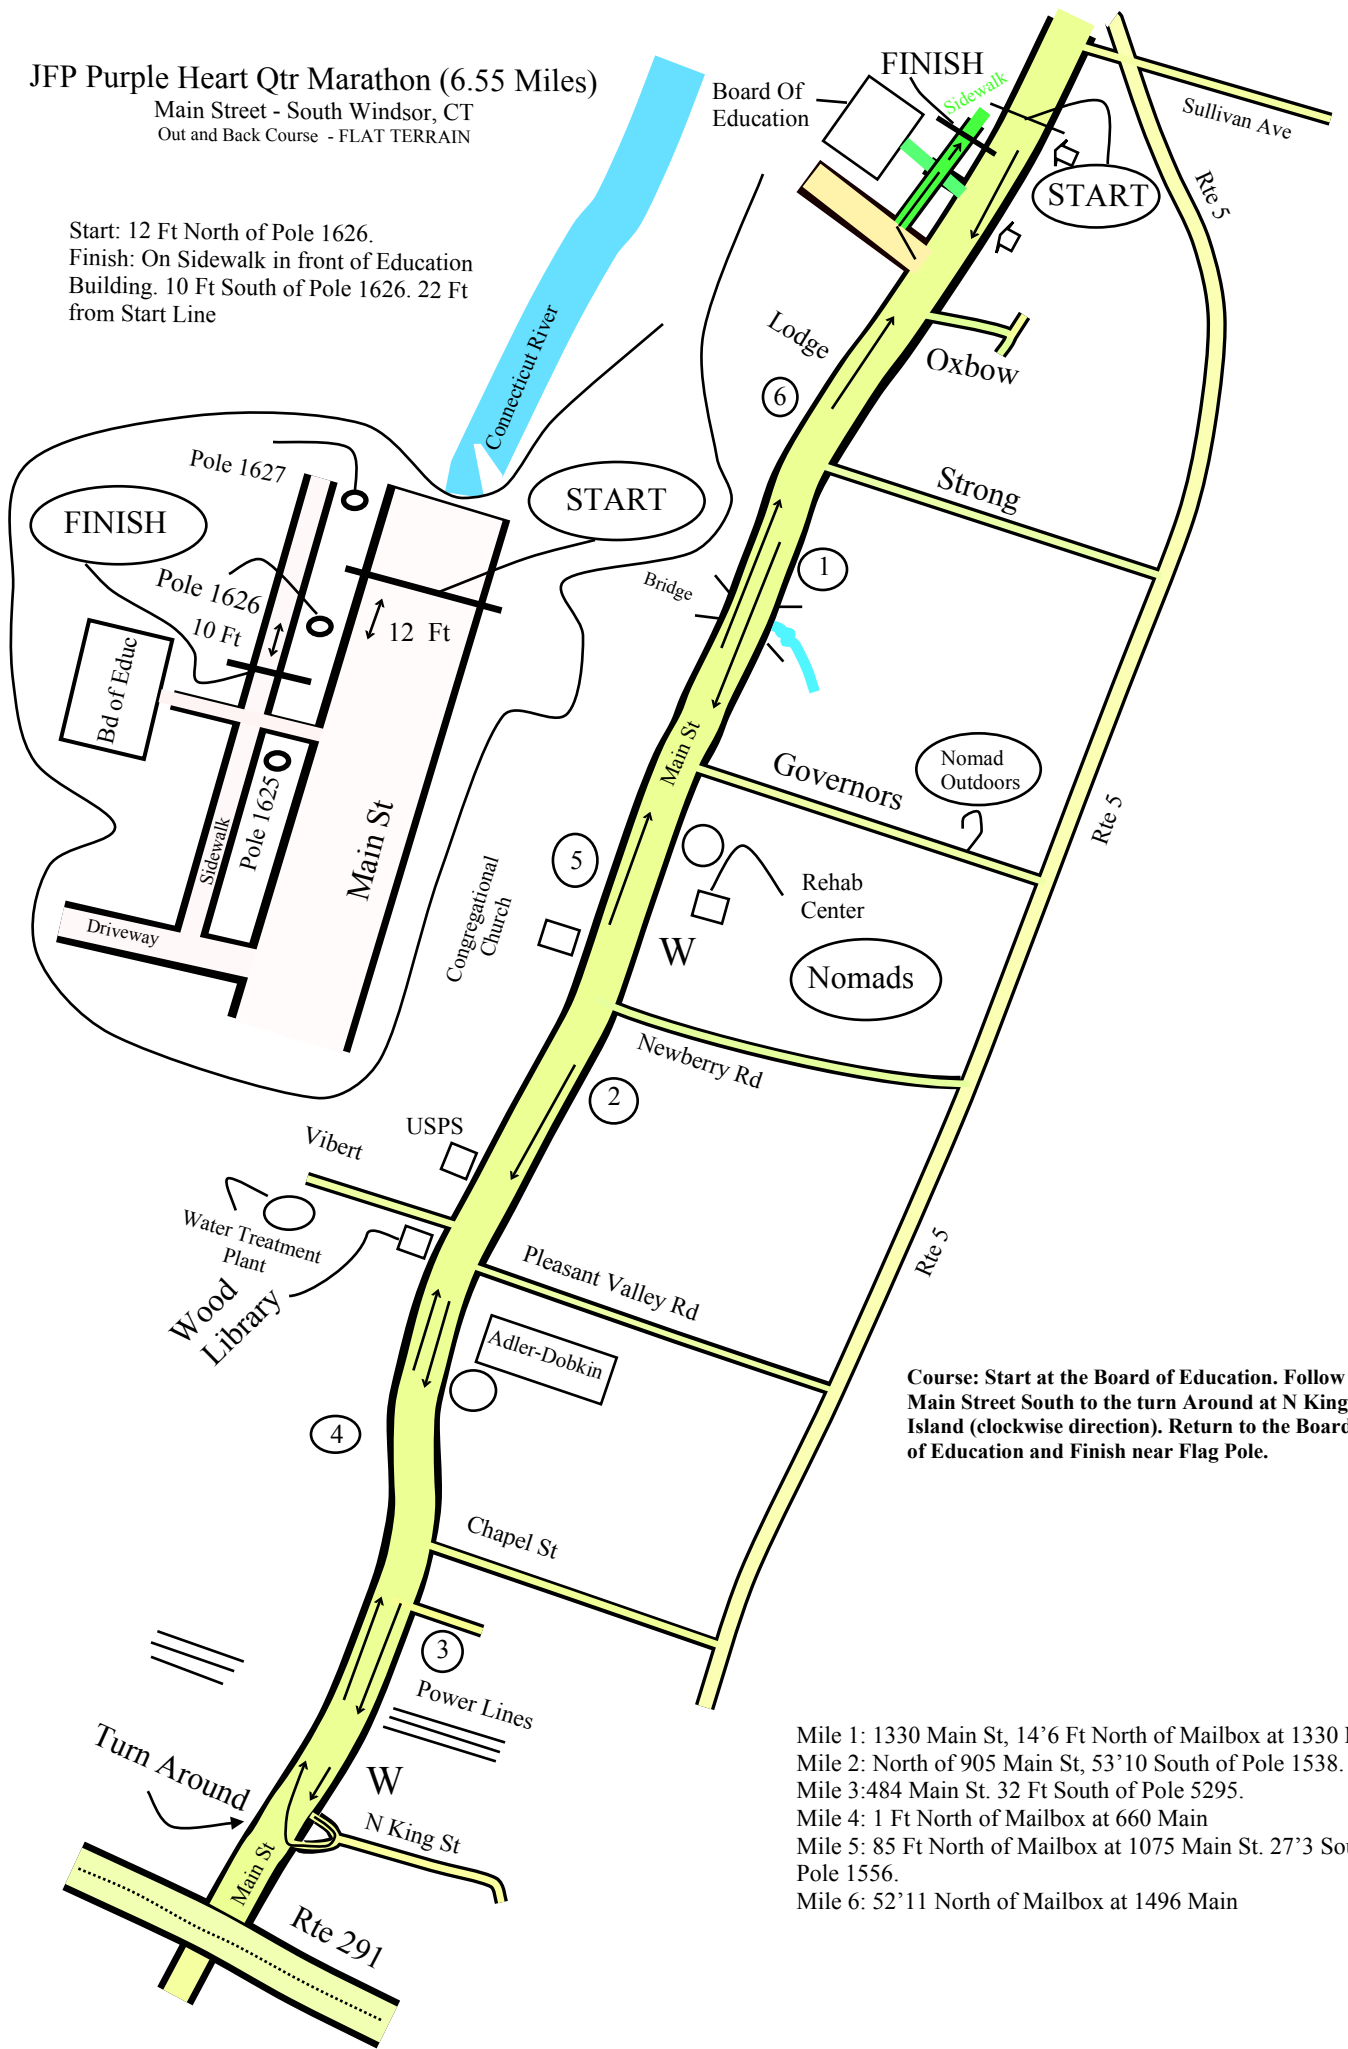 JFP Purple Heart Qtr Marathon (6.55 Miles)
Main Street - South Windsor, CT
Out and Back Course - FLAT TERRAIN
Start: 12 Ft North of Pole 1626.
Finish: On Sidewalk in front of Education
Building. 10 Ft South of Pole 1626. 22 Ft
from Start Line
FINISH
Board Of
Education
Sidewalk
Sullivan Ave
START
Rte 5
Connecticut River
Lodge
Oxbow
6
Strong
Pole 1627
START
FINISH
Pole 1626
10 Ft
12 Ft
Bd of Educ
Pole 1625
Sidewalk
Main St
Driveway
Bridge
1
Main St
Governors
Nomad
Outdoors
Rte 5
5
Congregational
Church
Rehab
Center
W
Nomads
Newberry Rd
2
USPS
Vibert
Water Treatment
Plant
Wood
Library
Pleasant Valley Rd
Rte 5
Adler-Dobkin
4
Course: Start at the Board of Education. Follow
Main Street South to the turn Around at N King
Island (clockwise direction). Return to the Board
of Education and Finish near Flag Pole.
Chapel St
3
Power Lines
Turn Around
W
N King St
Main St
Rte 291
Mile 1: 1330 Main St, 14’6 Ft North of Mailbox at 1330
Mile 2: North of 905 Main St, 53’10 South of Pole 1538.
Mile 3:484 Main St. 32 Ft South of Pole 5295.
Mile 4: 1 Ft North of Mailbox at 660 Main
Mile 5: 85 Ft North of Mailbox at 1075 Main St. 27’3
Pole 1556.
Mile 6: 52’11 North of Mailbox at 1496 Main